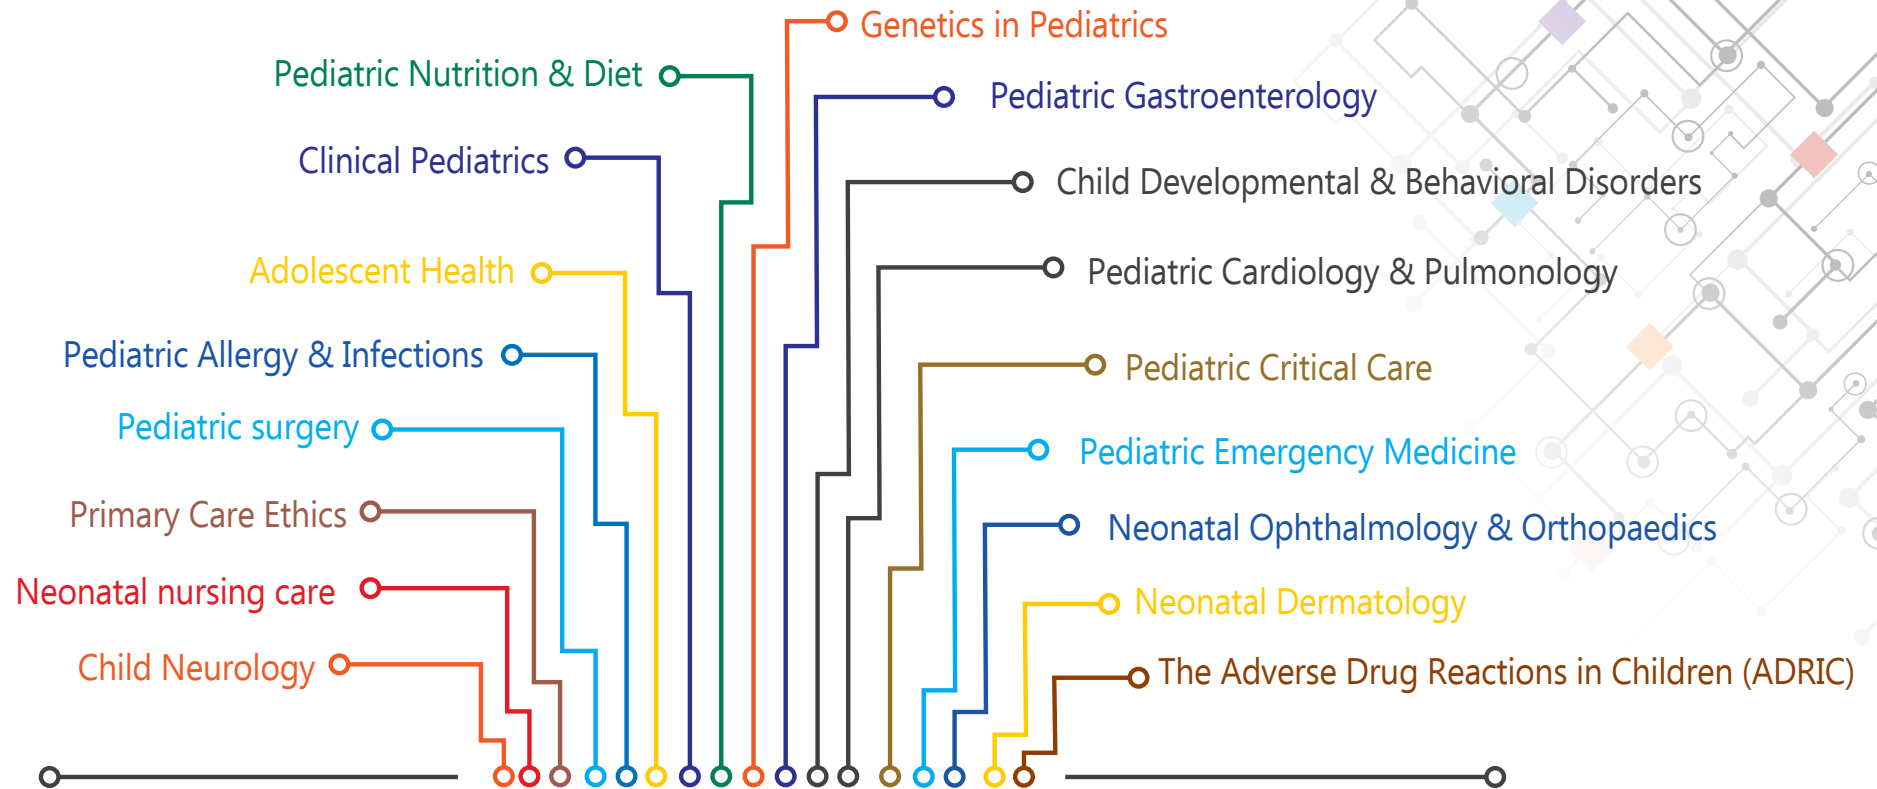 Genetics in Pediatrics
Pediatric Nutrition & Diet
Pediatric Gastroenterology
Clinical Pediatrics
Child Developmental & Behavioral Disorders
Adolescent Health
Pediatric Cardiology & Pulmonology
Pediatric Allergy & Infections
Pediatric Critical Care
Pediatric surgery
Pediatric Emergency Medicine
Primary Care Ethics
Neonatal Ophthalmology & Orthopaedics
Neonatal nursing care
Neonatal Dermatology
Child Neurology
The Adverse Drug Reactions in Children (ADRIC)